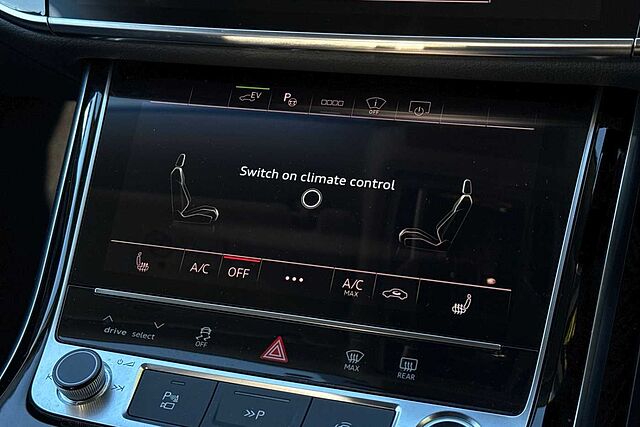 EV
P
OFF
Switch on climate control
A/C
OFF
A/C
MAX
drive select
OFF
MAX
REAR
P
P